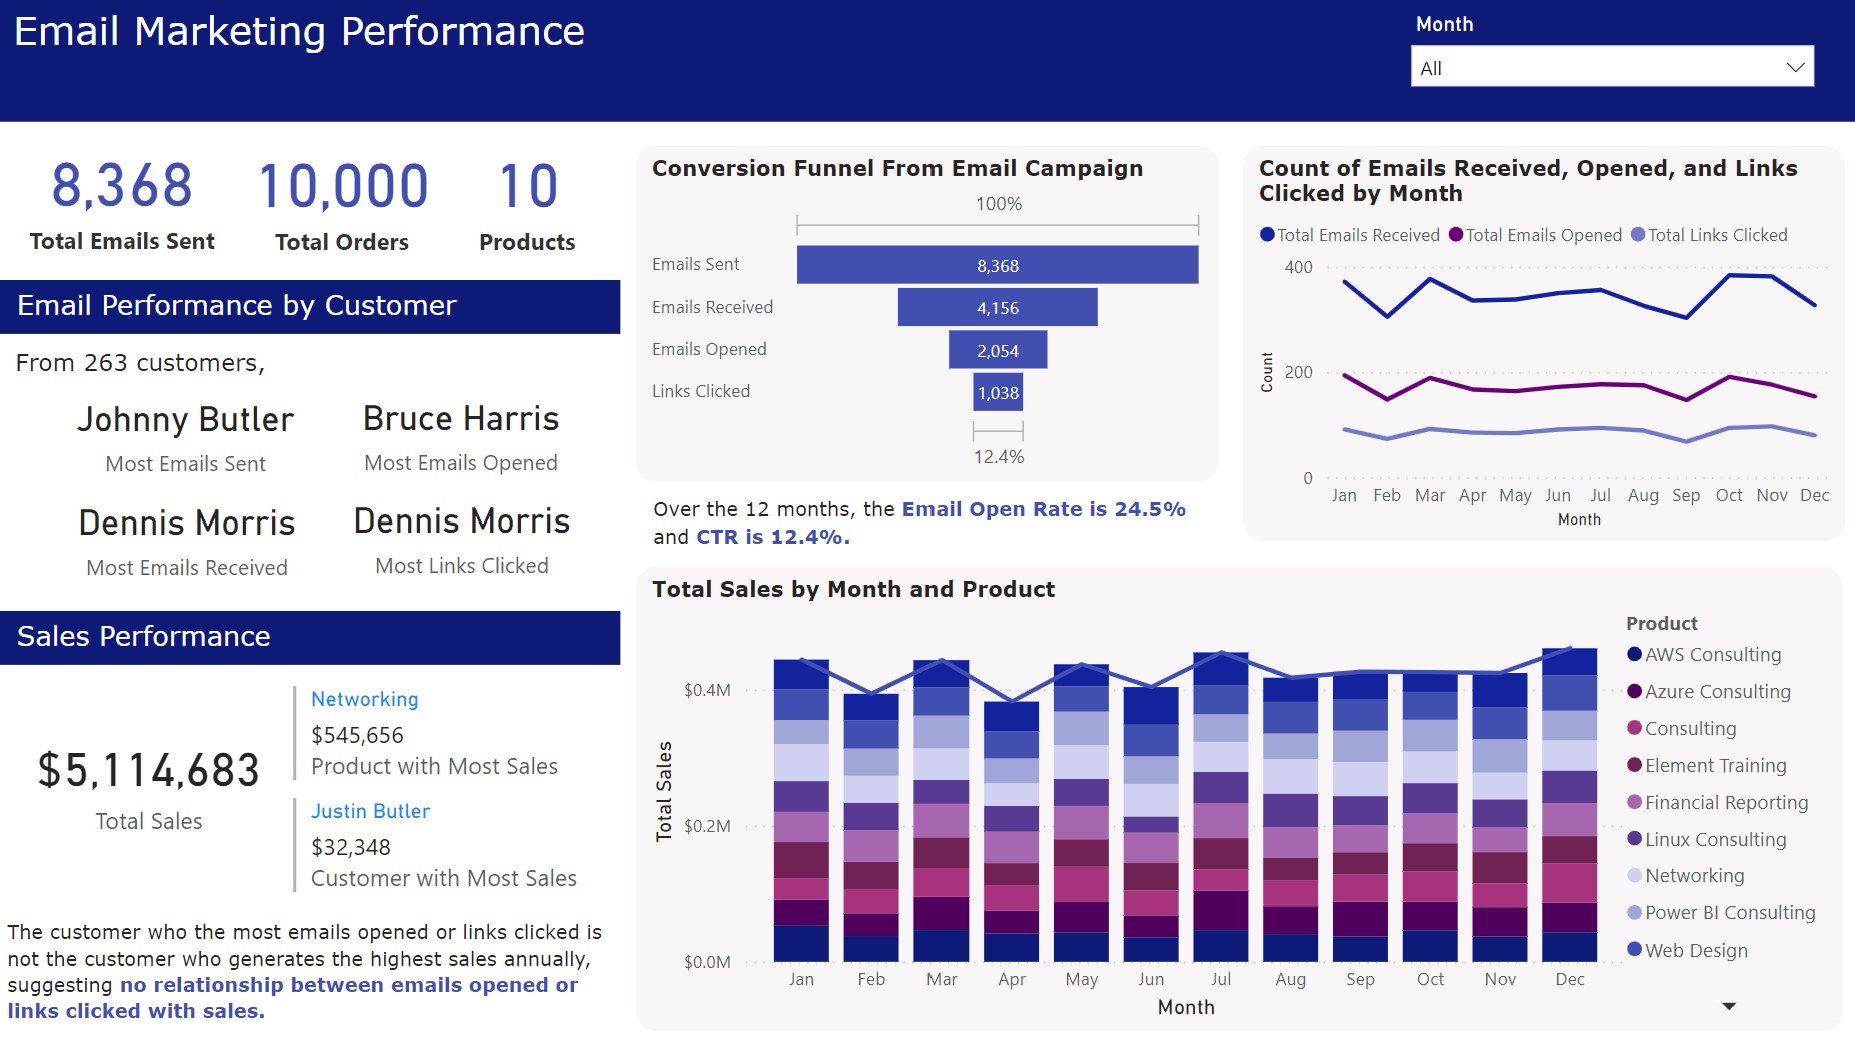 Email Marketing Performance
Month
All
8,368
Total Emails Sent
10,000
Total Orders
10
Products
Email Performance by Customer
From 263 customers,
Johnny Butler
Most Emails Sent
Bruce Harris
Most Emails Opened
Dennis Morris
Most Emails Received
Dennis Morris
Most Links Clicked
Sales Performance
$5,114,683
Total Sales
Networking
$545,656
Product with Most Sales
Justin Butler
$32,348
Customer with Most Sales
The customer who the most emails opened or links clicked is
not the customer who generates the highest sales annually,
suggesting no relationship between emails opened or
links clicked with sales.
Conversion Funnel From Email Campaign
100%
Emails Sent 8,368
Emails Received 4,156
Emails Opened 2,054
Links Clicked 1,038
12.4%
Over the 12 months, the Email Open Rate is 24.5%
and CTR is 12.4%.
Count of Emails Received, Opened, and Links
Clicked by Month
Total Emails Received Total Emails Opened Total Links Clicked
Count
400
200
0
Jan Feb Mar Apr May Jun Jul Aug Sep Oct Nov Dec
Month
Total Sales by Month and Product
Total Sales
$0.4M
$0.2M
$0.0M
Jan Feb Mar Apr May Jun Jul Aug Sep Oct Nov Dec
Month
Product
AWS Consulting
Azure Consulting
Consulting
Element Training
Financial Reporting
Linux Consulting
Networking
Power BI Consulting
Web Design